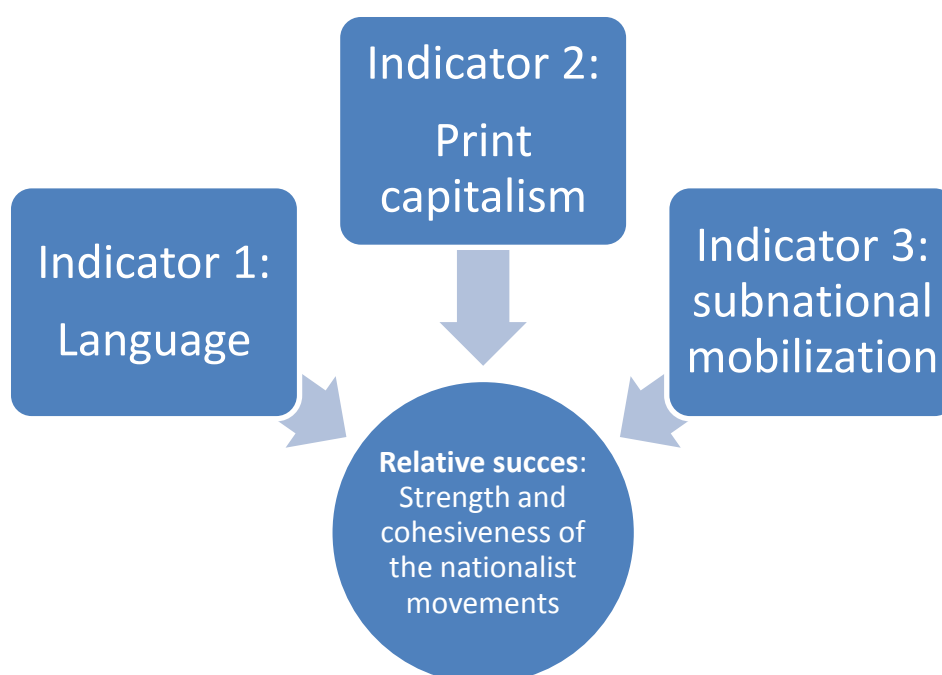 Indicator 1:
Language
Indicator 2:
Print
capitalism
Indicator 3:
subnational
mobilization
Relative succes:
Strength and
cohesiveness of
the nationalist
movements